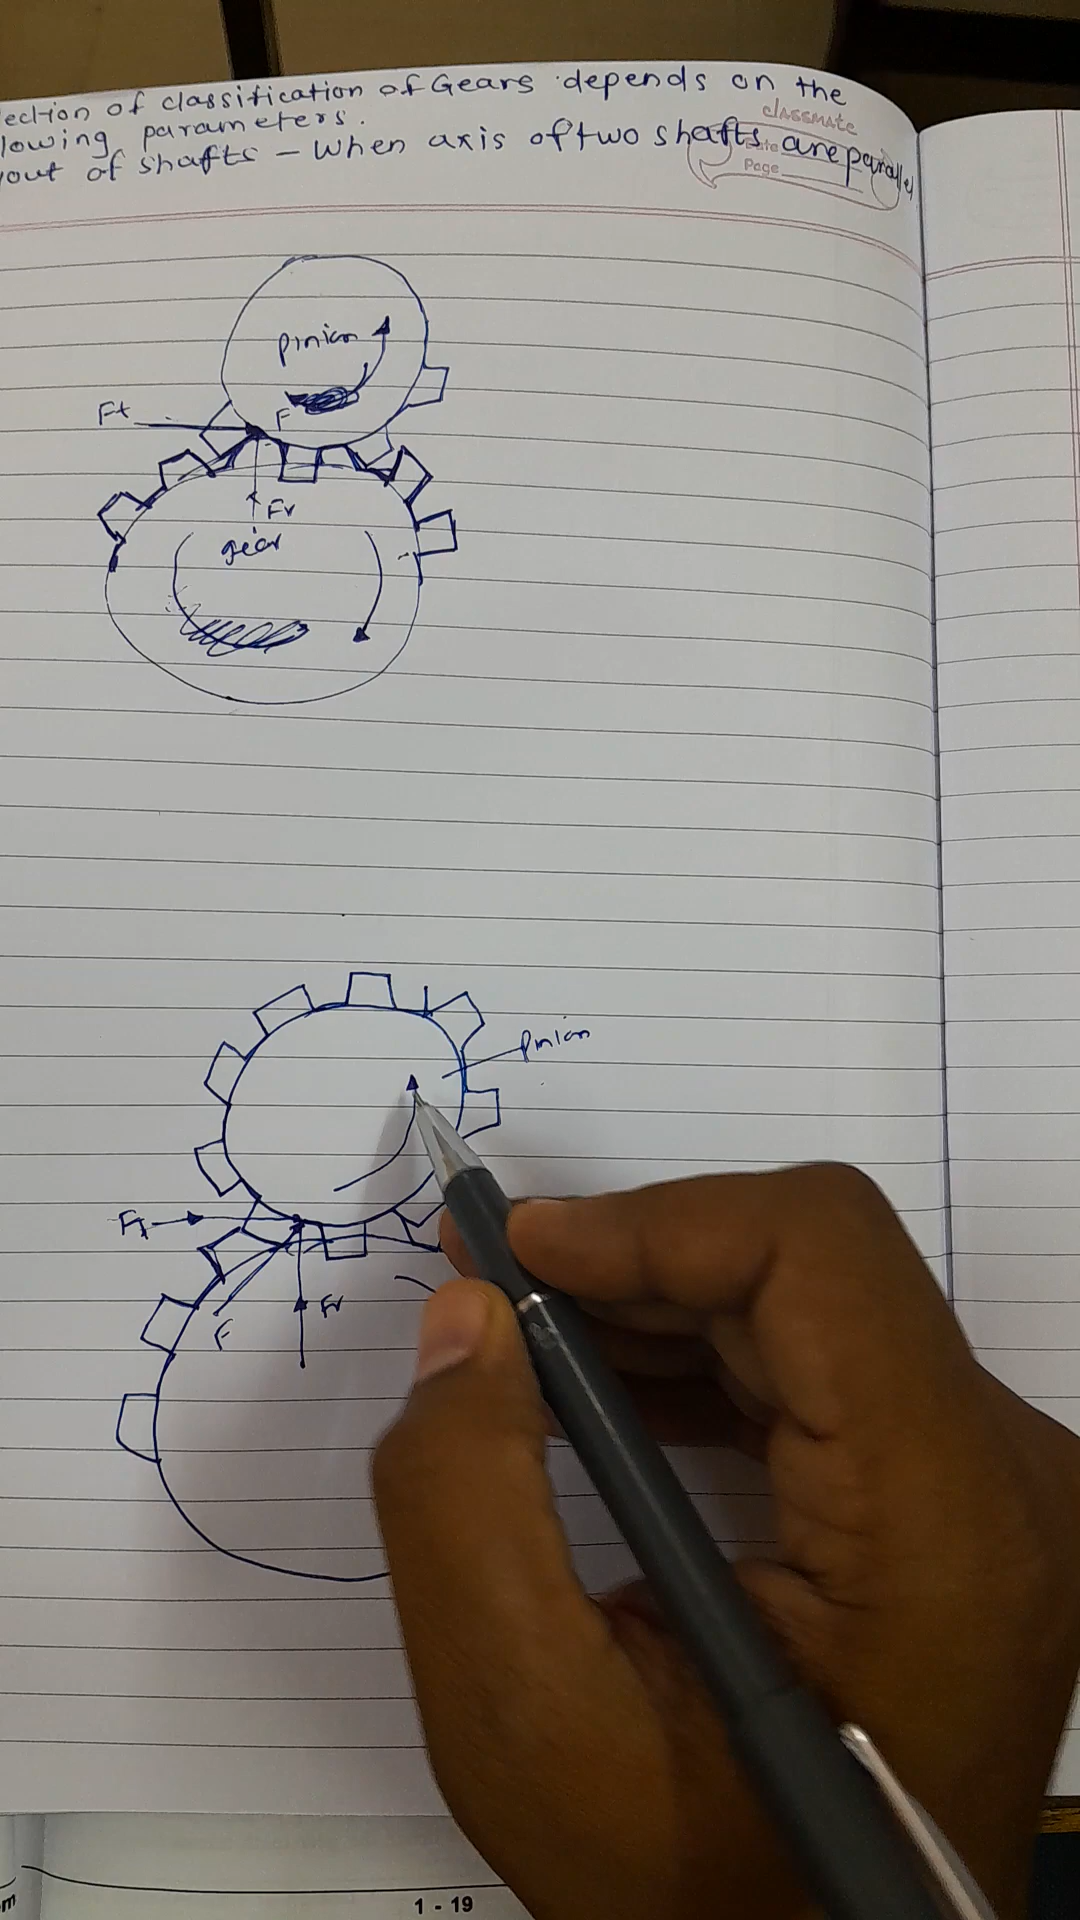 ection of classification of Gears depends on the
lowing parameters.
classmate
yout of shafts - When axis of two shafts are parallel
Date
Page
pinion
Ft
F
Fr
gear
Pinion
Ft
Fr
F
m
1 - 19